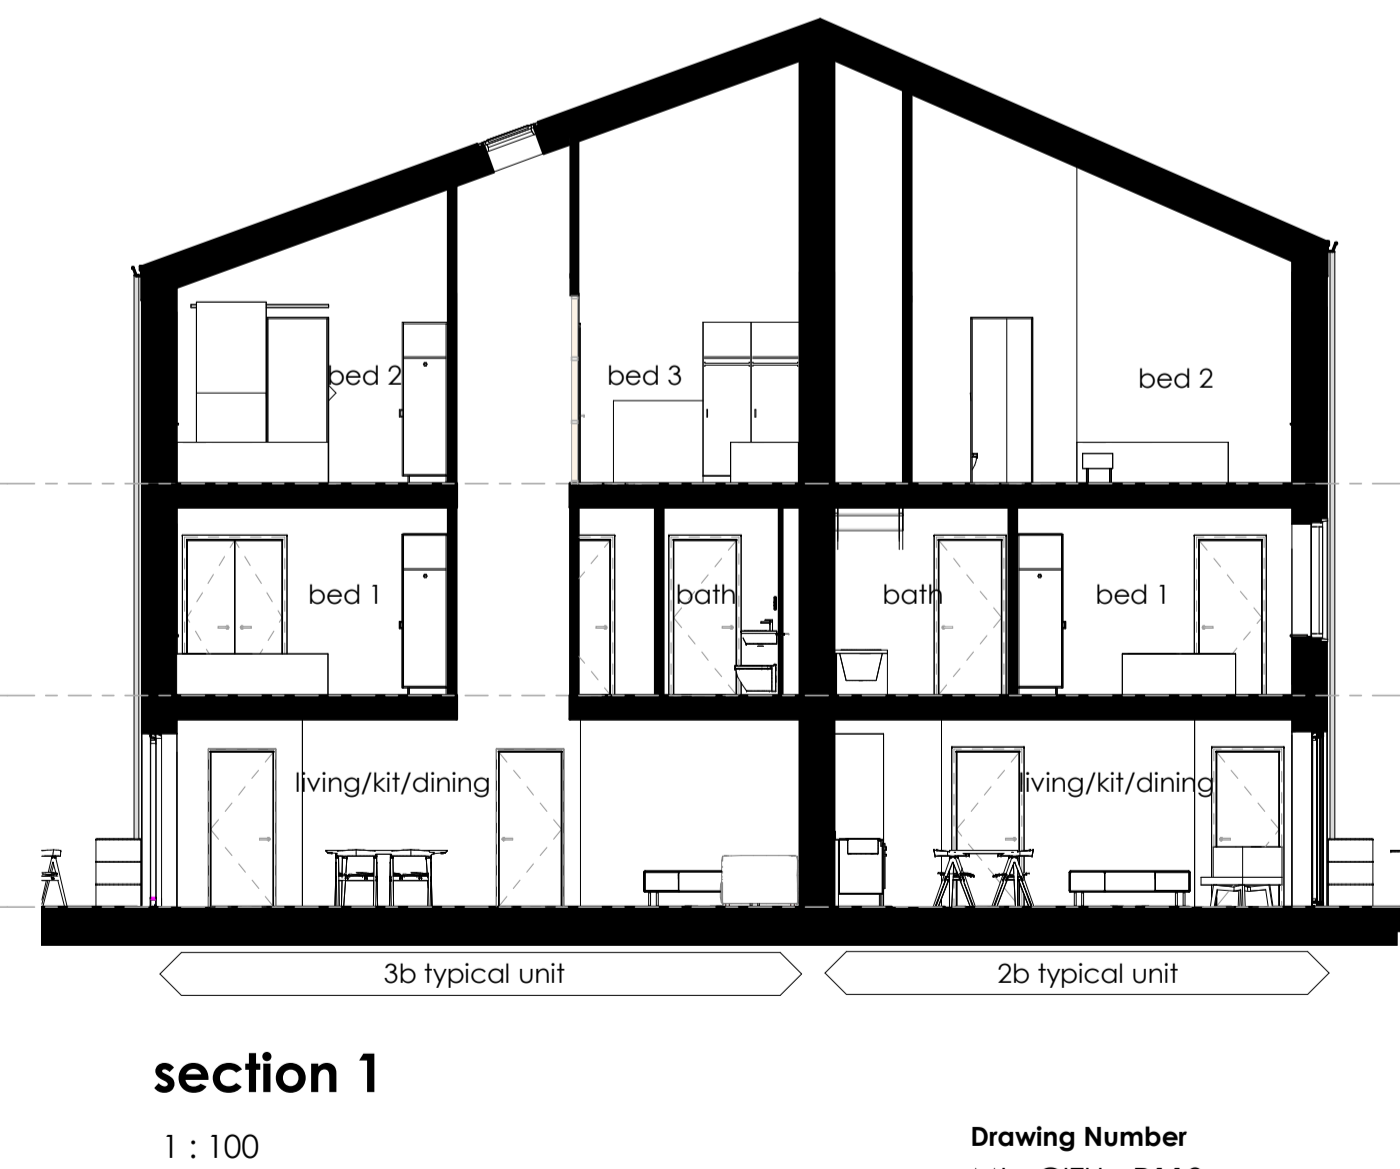 bed 2
bed 3
bed 2
bed 1
bath
bath
bed 1
living/kit/dining
living/kit/dining
3b typical unit
2b typical unit
section 1
1 : 100
Drawing Number